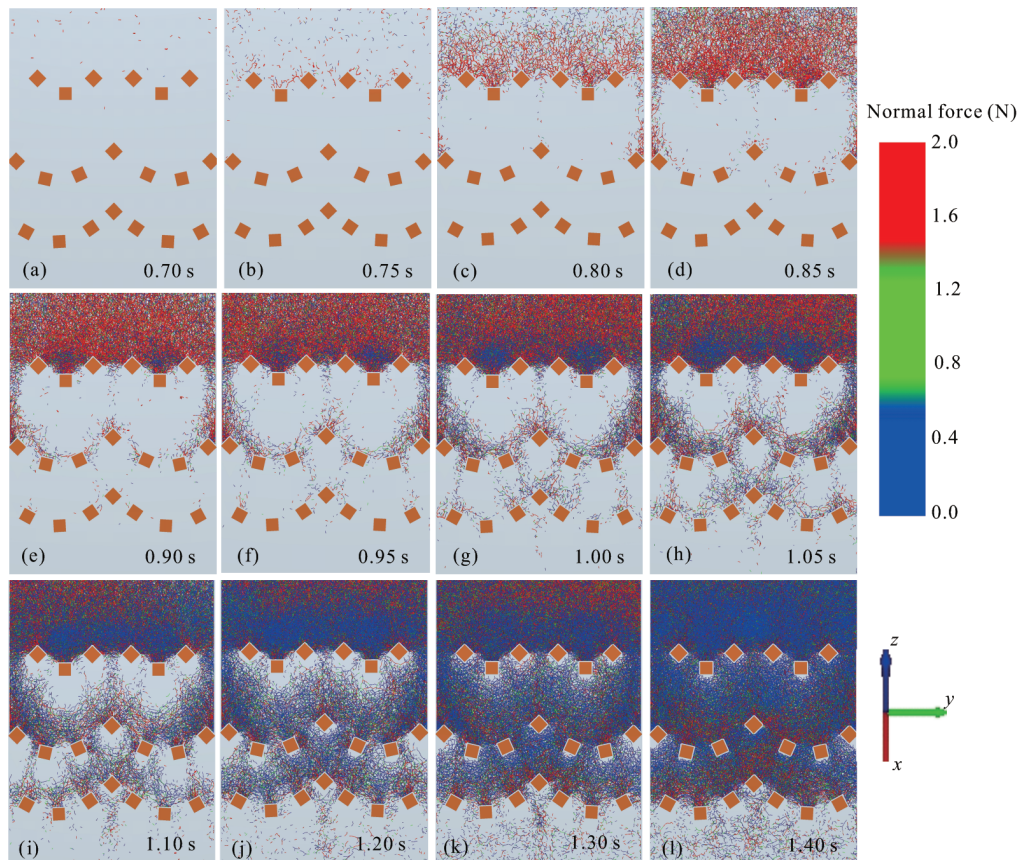 (a) 0.70 s
(b) 0.75 s
(c) 0.80 s
(d) 0.85 s
Normal force (N)
2.0
1.6
1.2
0.8
0.4
0.0
(e) 0.90 s
(f) 0.95 s
(g) 1.00 s
(h) 1.05 s
(i) 1.10 s
(j) 1.20 s
(k) 1.30 s
(l) 1.40 s
z
y
x